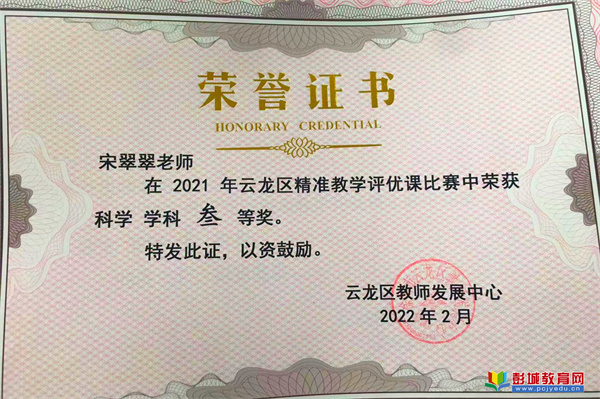 荣誉证书
HONORARY CREDENTIAL
宋翠翠老师
在 2021 年云龙区精准教学评优课比赛中荣获
科学 学科 叁 等奖。
特发此证，以资鼓励。
云龙区教师发展中心
2022 年 2 月
彭城教育网
www.pcjyedu.cn